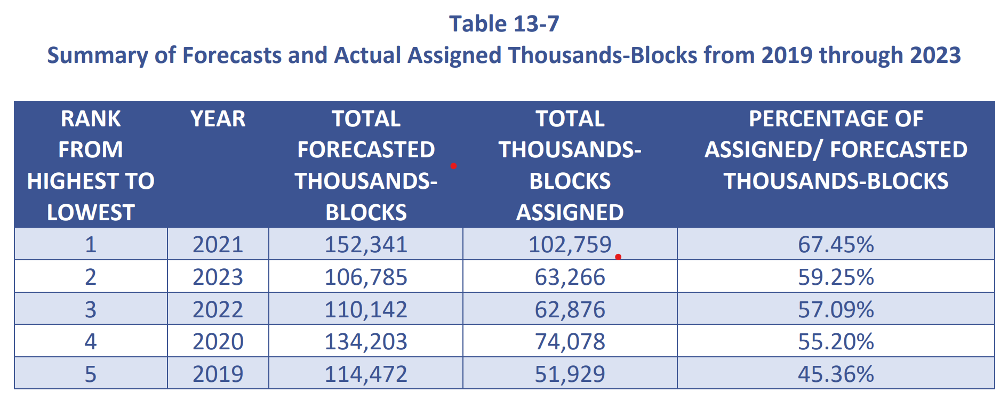 Table 13-7
Summary of Forecasts and Actual Assigned Thousands-Blocks from 2019 through 2023
RANK FROM HIGHEST TO LOWEST YEAR TOTAL FORECASTED THOUSANDS-BLOCKS TOTAL THOUSANDS-BLOCKS ASSIGNED PERCENTAGE OF ASSIGNED/ FORECASTED THOUSANDS-BLOCKS
1 2021 152,341 102,759 67.45%
2 2023 106,785 63,266 59.25%
3 2022 110,142 62,876 57.09%
4 2020 134,203 74,078 55.20%
5 2019 114,472 51,929 45.36%